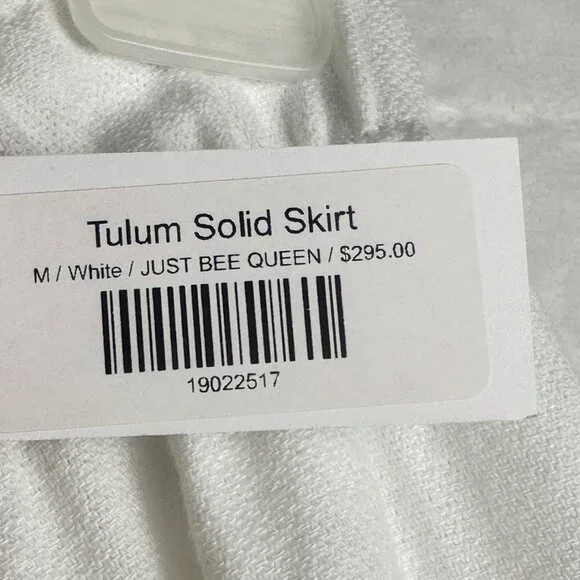 Tulum Solid Skirt
M / White / JUST BEE QUEEN / $295.00
19022517